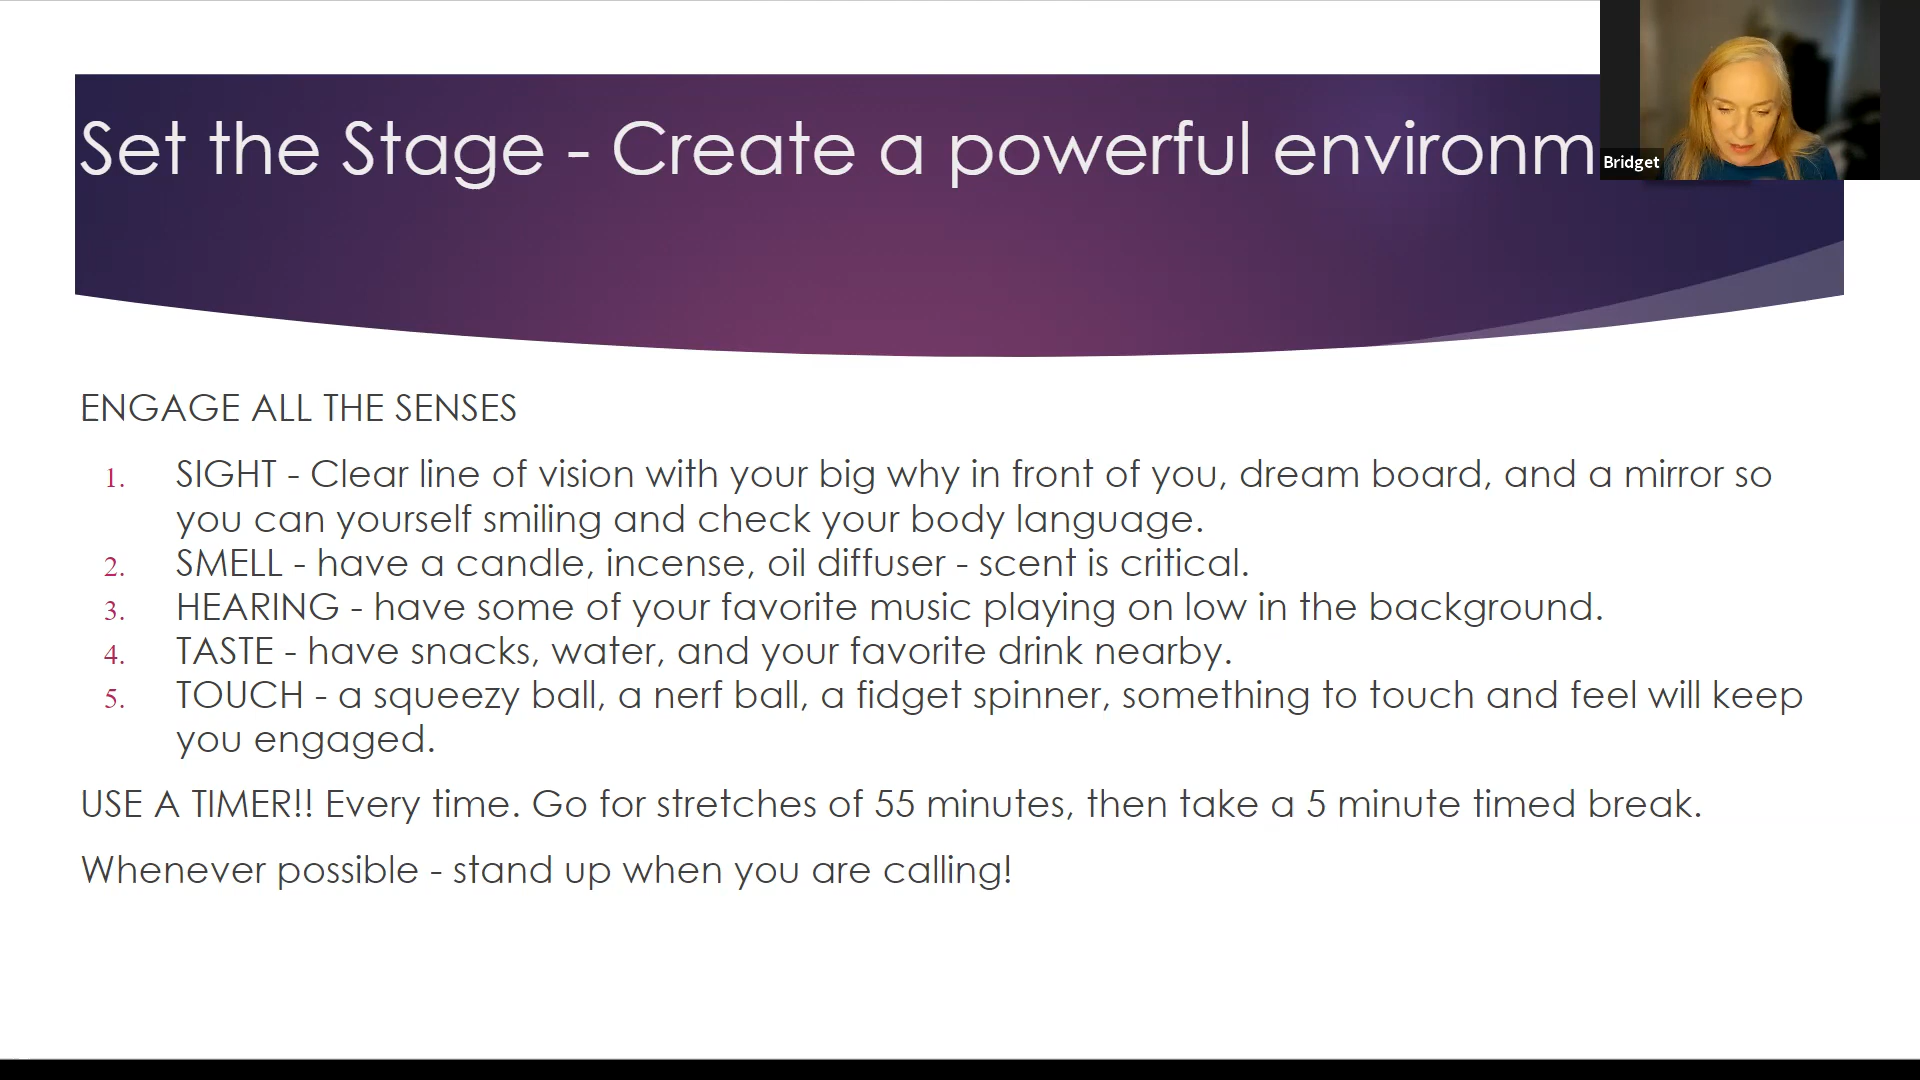 Set the Stage - Create a powerful environm
Bridget
ENGAGE ALL THE SENSES
1. SIGHT - Clear line of vision with your big why in front of you, dream board, and a mirror so
you can yourself smiling and check your body language.
2. SMELL - have a candle, incense, oil diffuser - scent is critical.
3. HEARING - have some of your favorite music playing on low in the background.
4. TASTE - have snacks, water, and your favorite drink nearby.
5. TOUCH - a squeezy ball, a nerf ball, a fidget spinner, something to touch and feel will keep
you engaged.
USE A TIMER!! Every time. Go for stretches of 55 minutes, then take a 5 minute timed break.
Whenever possible - stand up when you are calling!